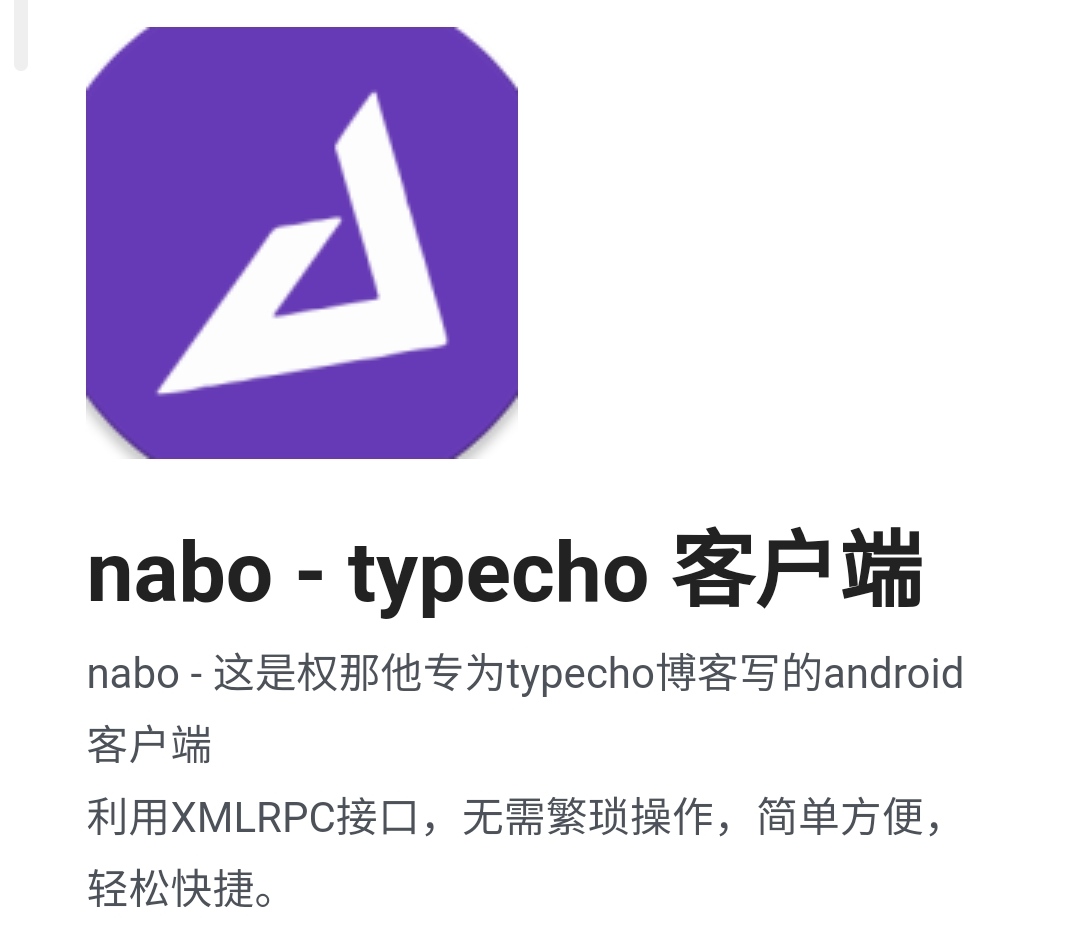 nabo - typecho 客户端
nabo - 这是权那他专为typecho博客写的android
客户端
利用XMLRPC接口，无需繁琐操作，简单方便，
轻松快捷。